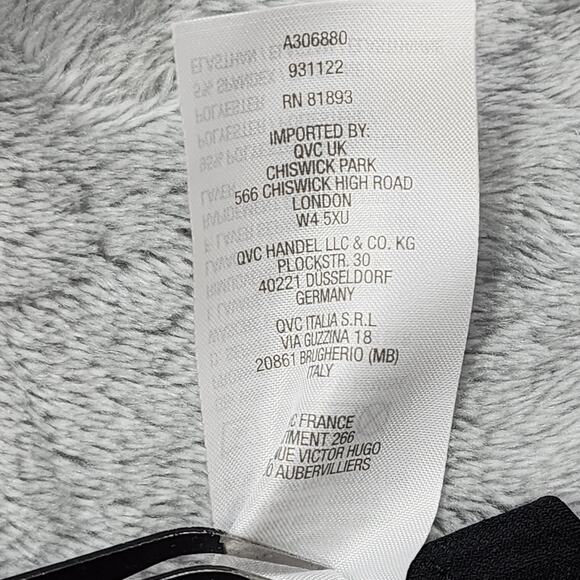 A306880
931122
RN 81893
IMPORTED BY:
QVC UK
CHISWICK PARK
566 CHISWICK HIGH ROAD
LONDON
W4 5XU
QVC HANDEL LLC & CO. KG
PLOCKSTR. 30
40221 DÜSSELDORF
GERMANY
QVC ITALIA S.R.L
VIA GUZZINA 18
20861 BRUGHERIO (MB)
ITALY
C FRANCE
TIMENT 266
NUE VICTOR HUGO
0 AUBERVILLIERS